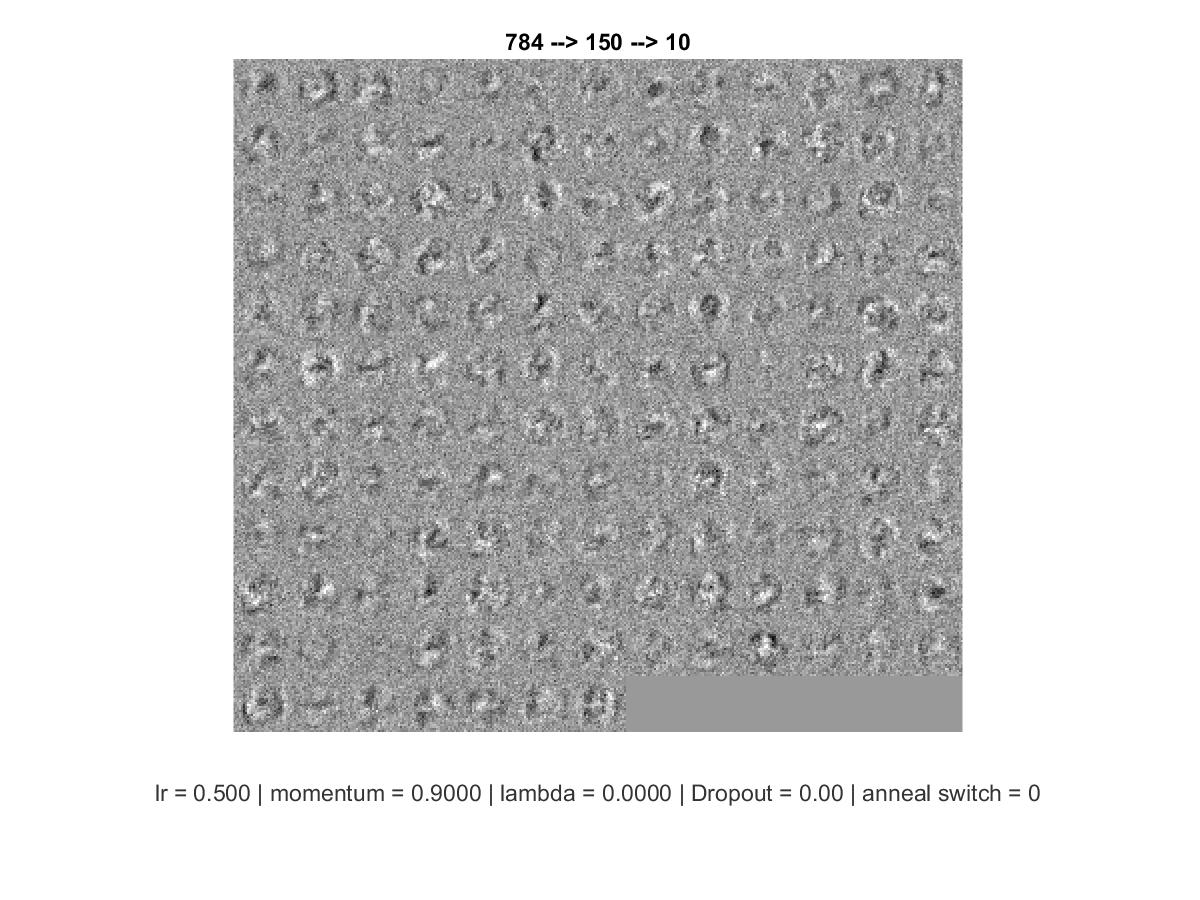 784 --> 150 --> 10
lr = 0.500 | momentum = 0.9000 | lambda = 0.0000 | Dropout = 0.00 | anneal switch = 0